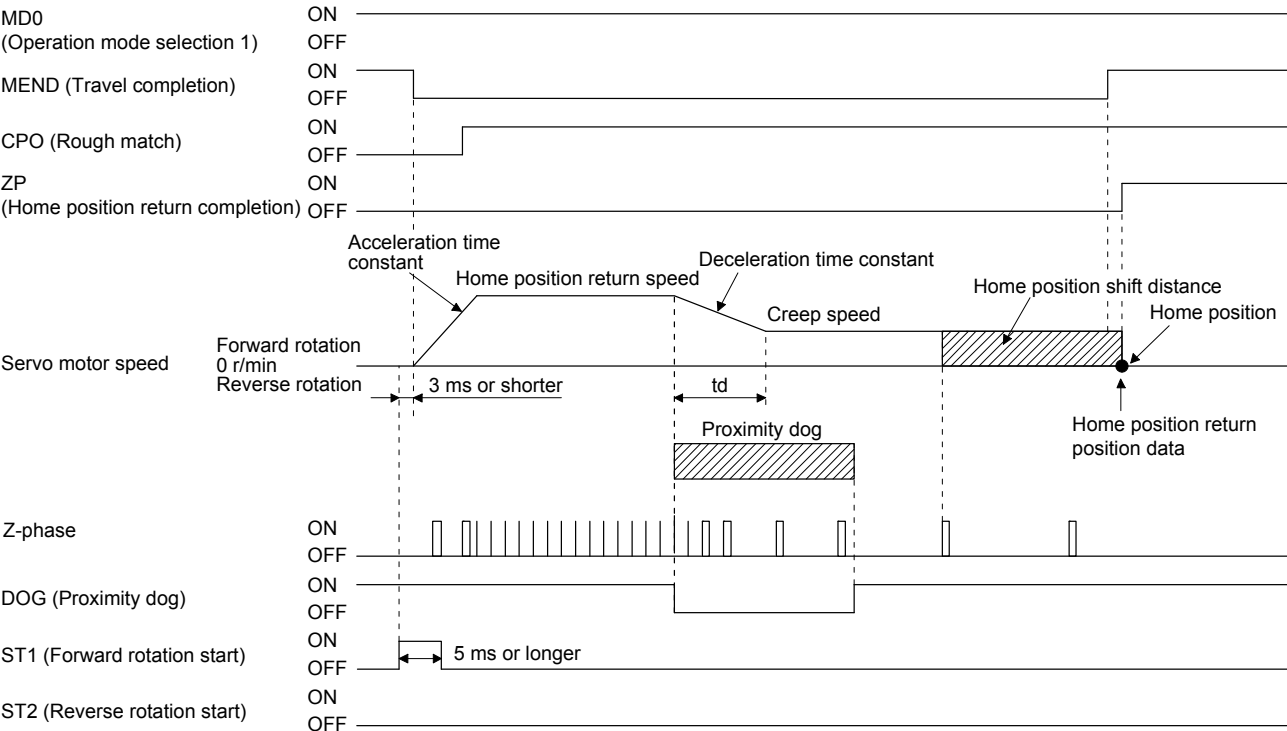 MD0
(Operation mode selection 1)
ON
OFF
MEND (Travel completion)
ON
OFF
CPO (Rough match)
ON
OFF
ZP
(Home position return completion)
ON
OFF
Acceleration time
constant
Home position return speed
Deceleration time constant
Creep speed
Home position shift distance
Home position
Servo motor speed
Forward rotation
0 r/min
Reverse rotation
3 ms or shorter
td
Proximity dog
Home position return
position data
Z-phase
ON
OFF
DOG (Proximity dog)
ON
OFF
ST1 (Forward rotation start)
ON
OFF
5 ms or longer
ST2 (Reverse rotation start)
ON
OFF